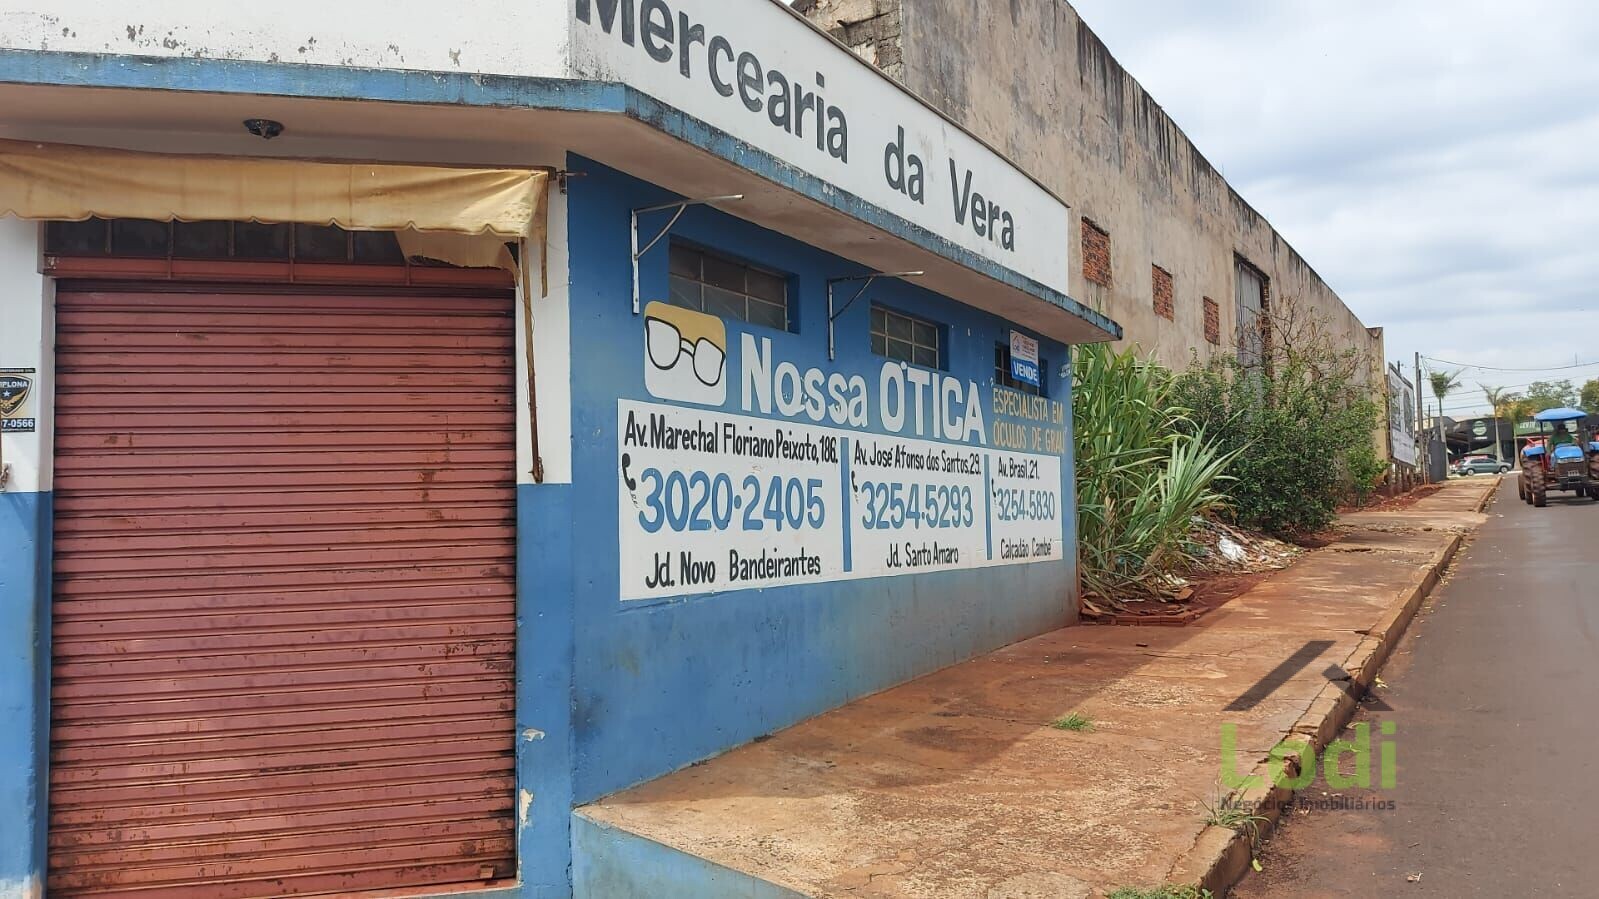 Mercearia da Vera
VENDE
Nossa ÓTICA
ESPECIALISTA EM
ÓCULOS DE GRAU
Av. Marechal Floriano Peixoto, 186.
3020.2405
Jd. Novo Bandeirantes
Av. José Afonso dos Santos, 29.
3254.5293
Jd. Santo Amaro
Av. Brasil, 21.
3254.5830
Calçadão Cambé
7-0566
Lodi
Negócios Imobiliários